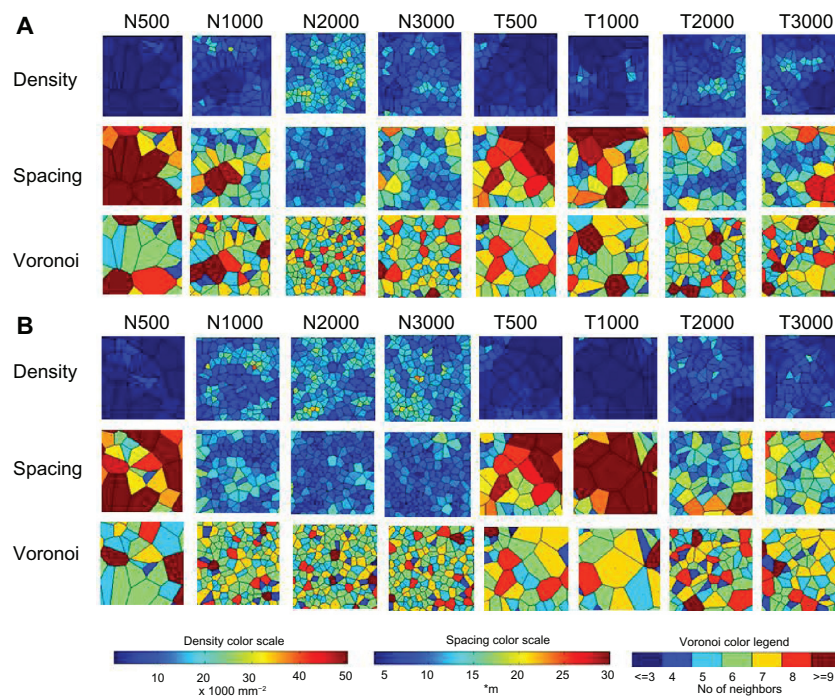 A N500 N1000 N2000 N3000 T500 T1000 T2000 T3000
Density
Spacing
Voronoi
B N500 N1000 N2000 N3000 T500 T1000 T2000 T3000
Density
Spacing
Voronoi
Density color scale Spacing color scale Voronoi color legend
10 20 30 40 50 5 10 15 20 25 30 <=3 4 5 6 7 8 >=9
x 1000 mm⁻² *m No of neighbors